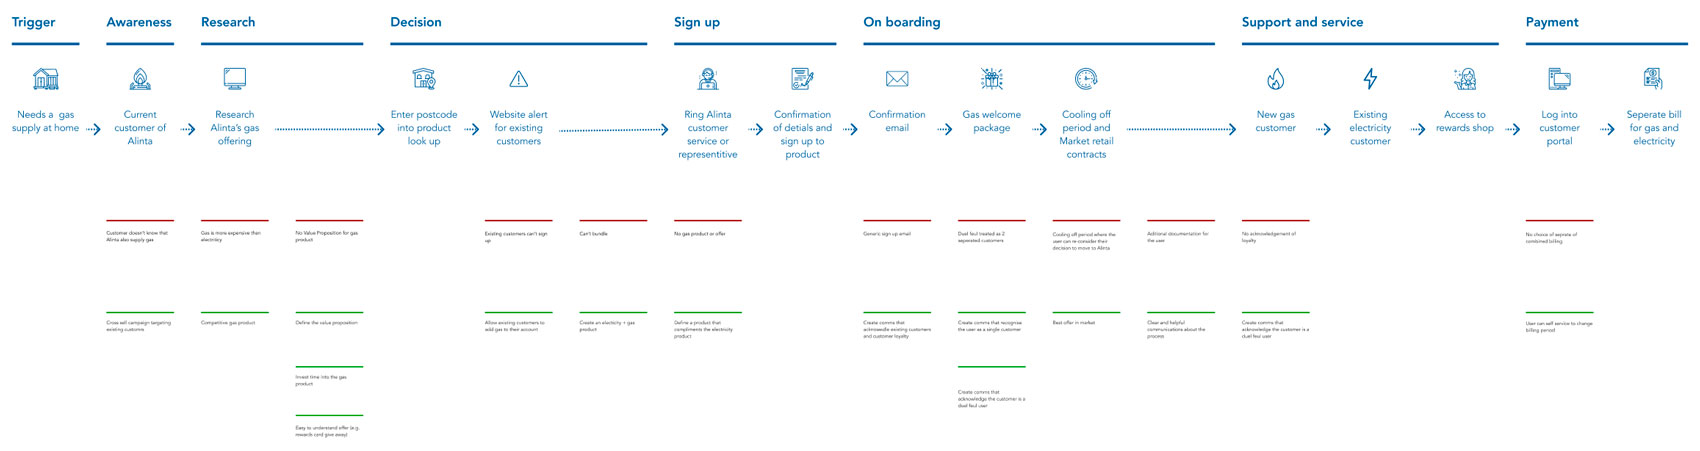 Trigger
Awareness
Research
Decision
Sign up
On boarding
Support and service
Payment
Needs a gas
supply at home
Current
customer of
Alinta
Research
Alinta's gas
offering
Enter postcode
into product
look up
Website alert
for existing
customers
Ring Alinta
customer
service or
representitive
Confirmation
of detials and
sign up to
product
Confirmation
email
Gas welcome
package
Cooling off
period and
Market retail
contracts
New gas
customer
Existing
electricity
customer
Access to
rewards shop
Log into
customer
portal
Seperate bill
for gas and
electricity
Customer doesn't know that
Alinta also supply gas
Gas is more expensive than
electricity
No Value Proposition for gas
product
Existing customers can't sign
up
Can't bundle
No gas product or offer
Generic sign up email
Duel feul treated as 2
seperated customers
Cooling off period where the
user can re-consider their
decision to move to Alinta
Aditional documentation for
the user
No acknowledgement of
loyalty
No choice of seprate of
combined billing
Cross sell campaign targeting
existing customrs
Competitive gas product
Define the value proposition
Allow existing customers to
add gas to their account
Create an electicity + gas
product
Define a product that
compliments the electricity
product
Create comms that
acknowedle existing customers
and customer loyalty
Create comms that recognise
the user as a single customer
Best offer in market
Clear and helpful
communications about the
process
Create comms that
acknowledge the customer is a
duel feul user
User can self service to change
billing period
Invest time into the gas
product
Create comms that
acknowledge the customer is a
duel feul user
Easy to understand offer (e.g.
rewards card give away)